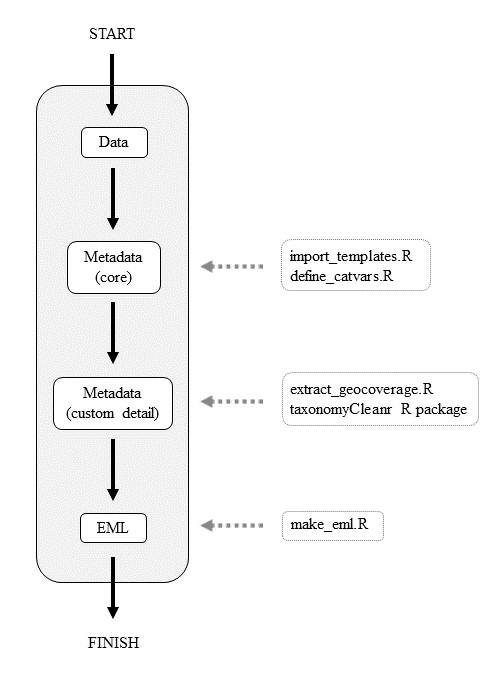 START
Data
Metadata
(core)
import_templates.R
define_catvars.R
Metadata
(custom detail)
extract_geocoverage.R
taxonomyCleanr R package
EML
make_eml.R
FINISH